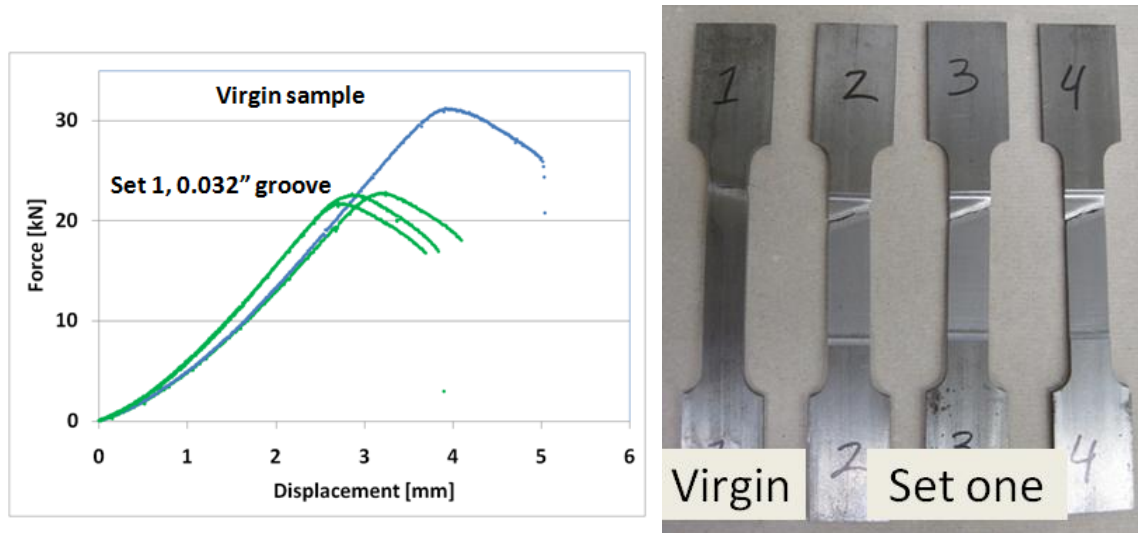 Virgin sample
Set 1, 0.032” groove
Force [kN]
30
20
10
0
0 1 2 3 4 5 6
Displacement [mm]
1 2 3 4
1 2 3 4
Virgin Set one